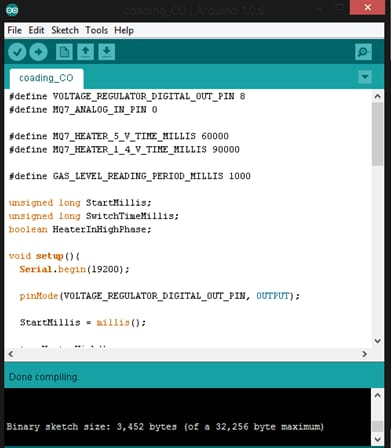 coading_CO | Arduino 1.0.6
File Edit Sketch Tools Help
coading_CO
#define VOLTAGE_REGULATOR_DIGITAL_OUT_PIN 8
#define MQ7_ANALOG_IN_PIN 0
#define MQ7_HEATER_5_V_TIME_MILLIS 60000
#define MQ7_HEATER_1_4_V_TIME_MILLIS 90000
#define GAS_LEVEL_READING_PERIOD_MILLIS 1000
unsigned long StartMillis;
unsigned long SwitchTimeMillis;
boolean HeaterInHighPhase;
void setup(){
Serial.begin(19200);
pinMode(VOLTAGE_REGULATOR_DIGITAL_OUT_PIN, OUTPUT);
StartMillis = millis();
Done compiling.
Binary sketch size: 3,452 bytes (of a 32,256 byte maximum)